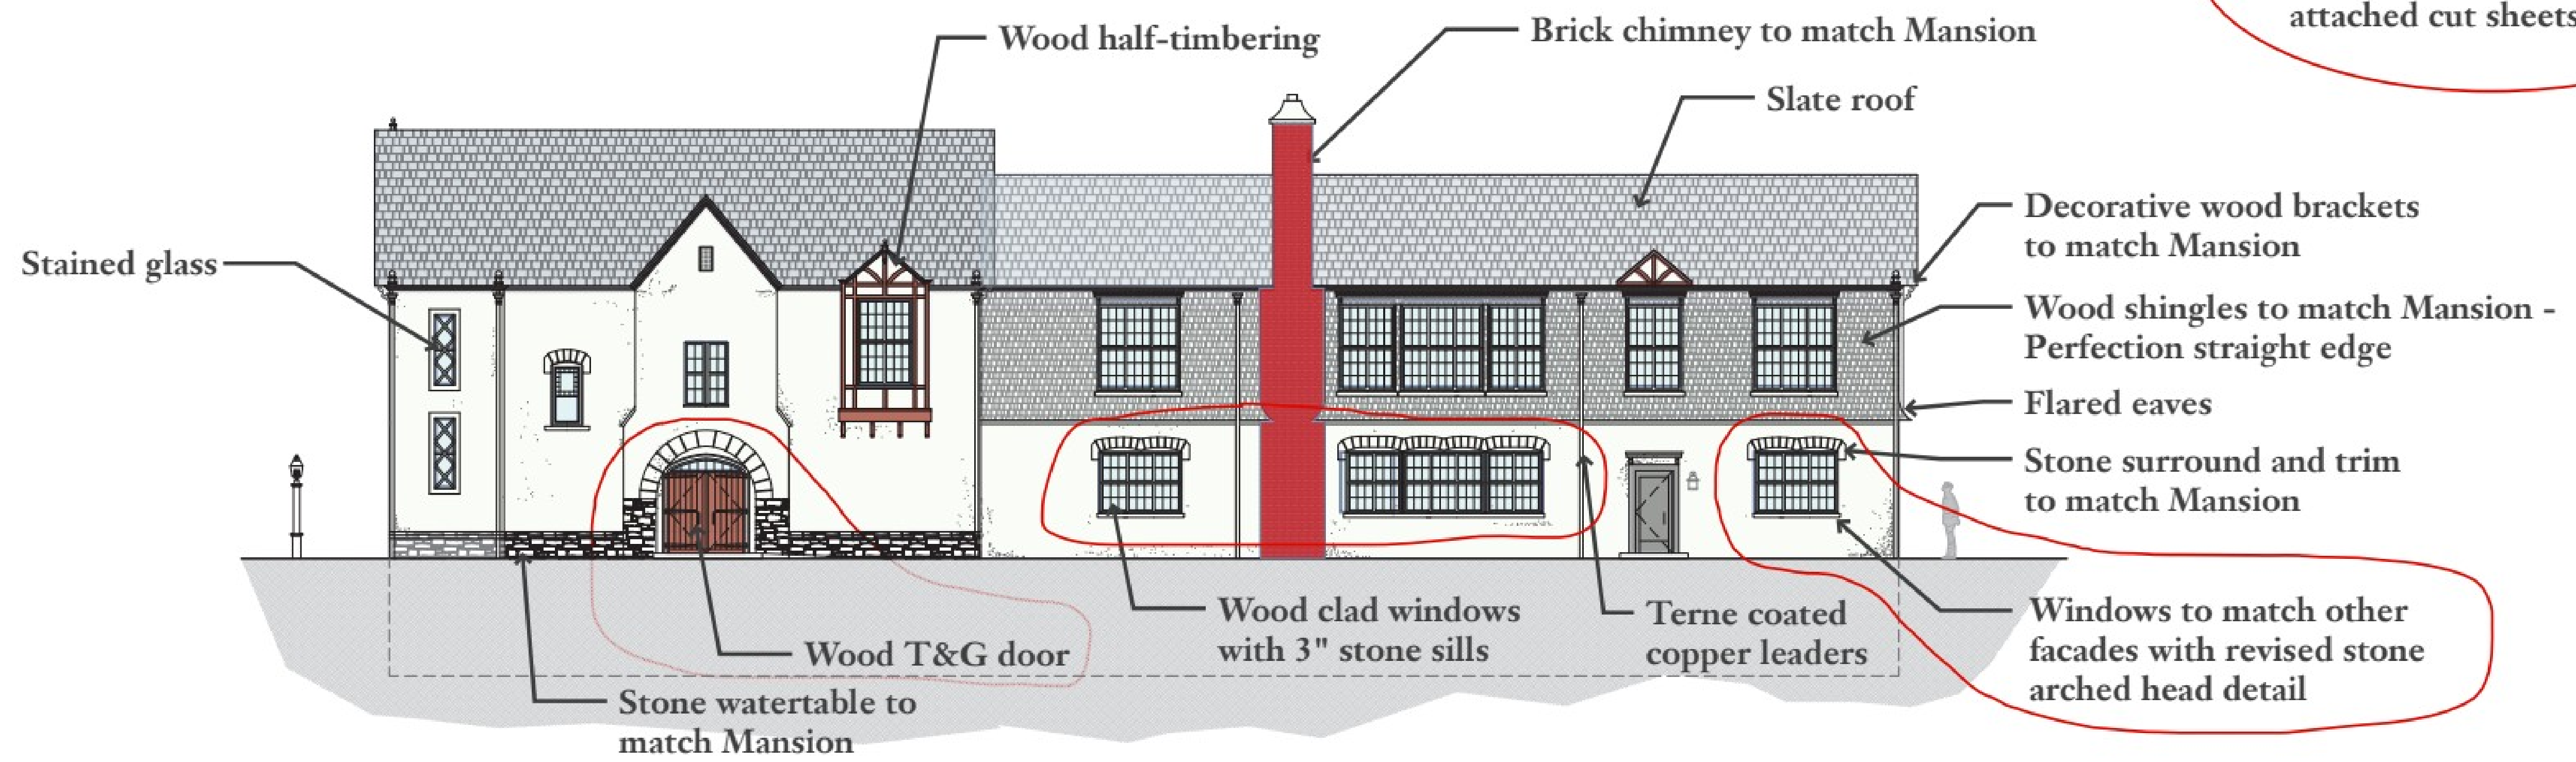 attached cut sheets
Wood half-timbering
Brick chimney to match Mansion
Slate roof
Decorative wood brackets
to match Mansion
Stained glass
Wood shingles to match Mansion -
Perfection straight edge
Flared eaves
Stone surround and trim
to match Mansion
Wood clad windows
with 3" stone sills
Terne coated
copper leaders
Windows to match other
facades with revised stone
arched head detail
Wood T&G door
Stone watertable to
match Mansion